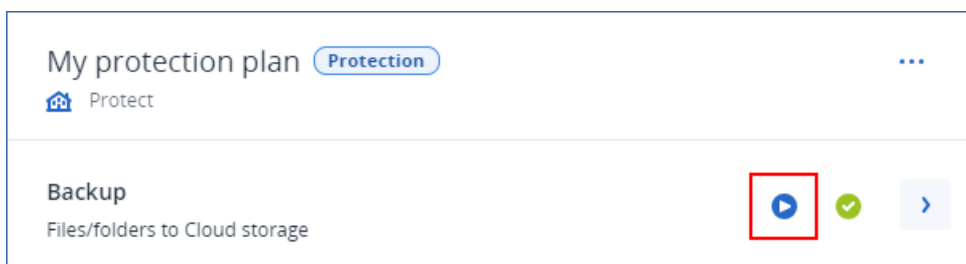 My protection plan Protection
Protect
Backup
Files/folders to Cloud storage